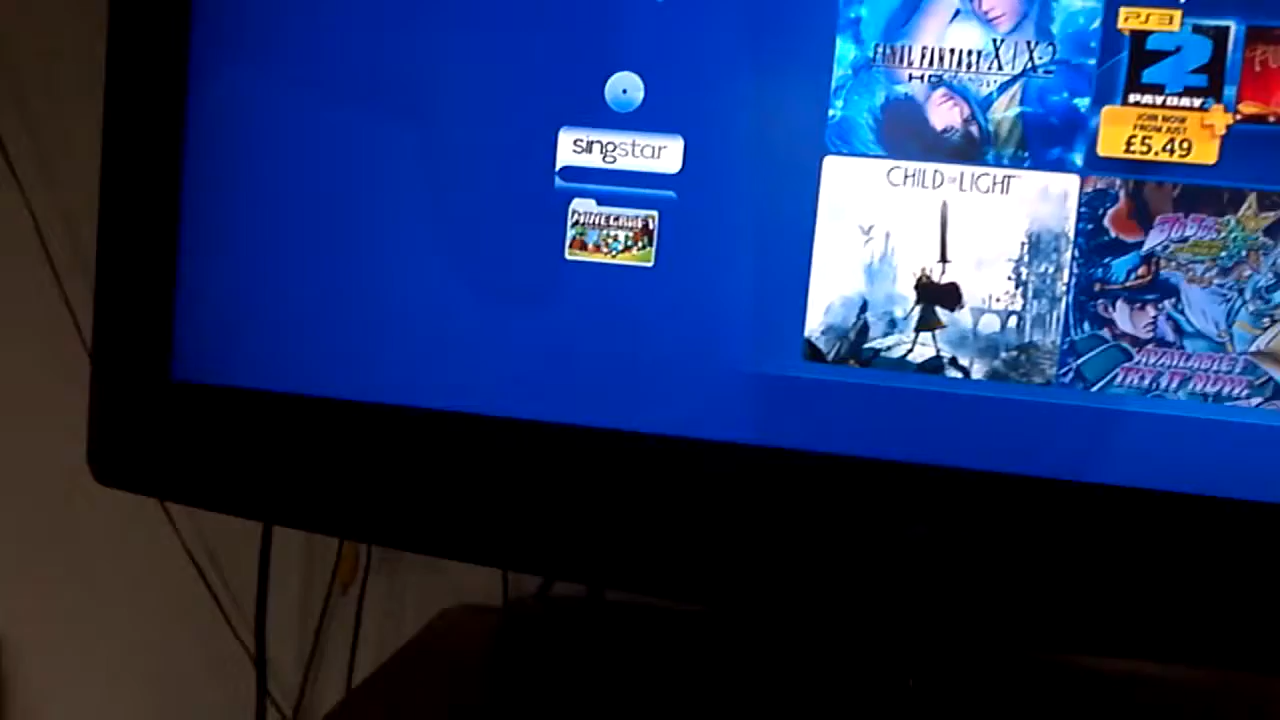 singstar
MINECRAFT
FINAL FANTASY X|X-2
HD
PS3
2
PAYDAY
JOIN NOW
FROM JUST
£5.49
CHILD OF LIGHT
JoJo's
AVAILABLE!
TRY IT NOW.